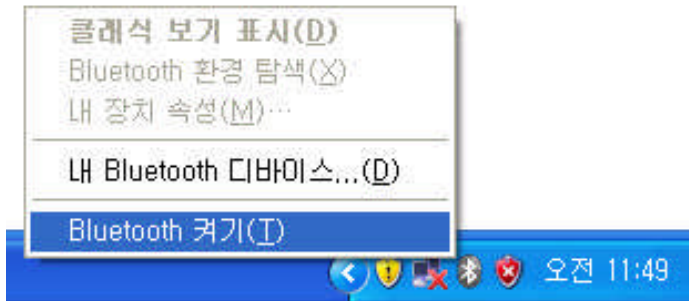 클래식 보기 표시(D)
Bluetooth 환경 탐색(X)
내 장치 속성(M)...
내 Bluetooth 디바이스...(D)
Bluetooth 켜기(T)
오전 11:49